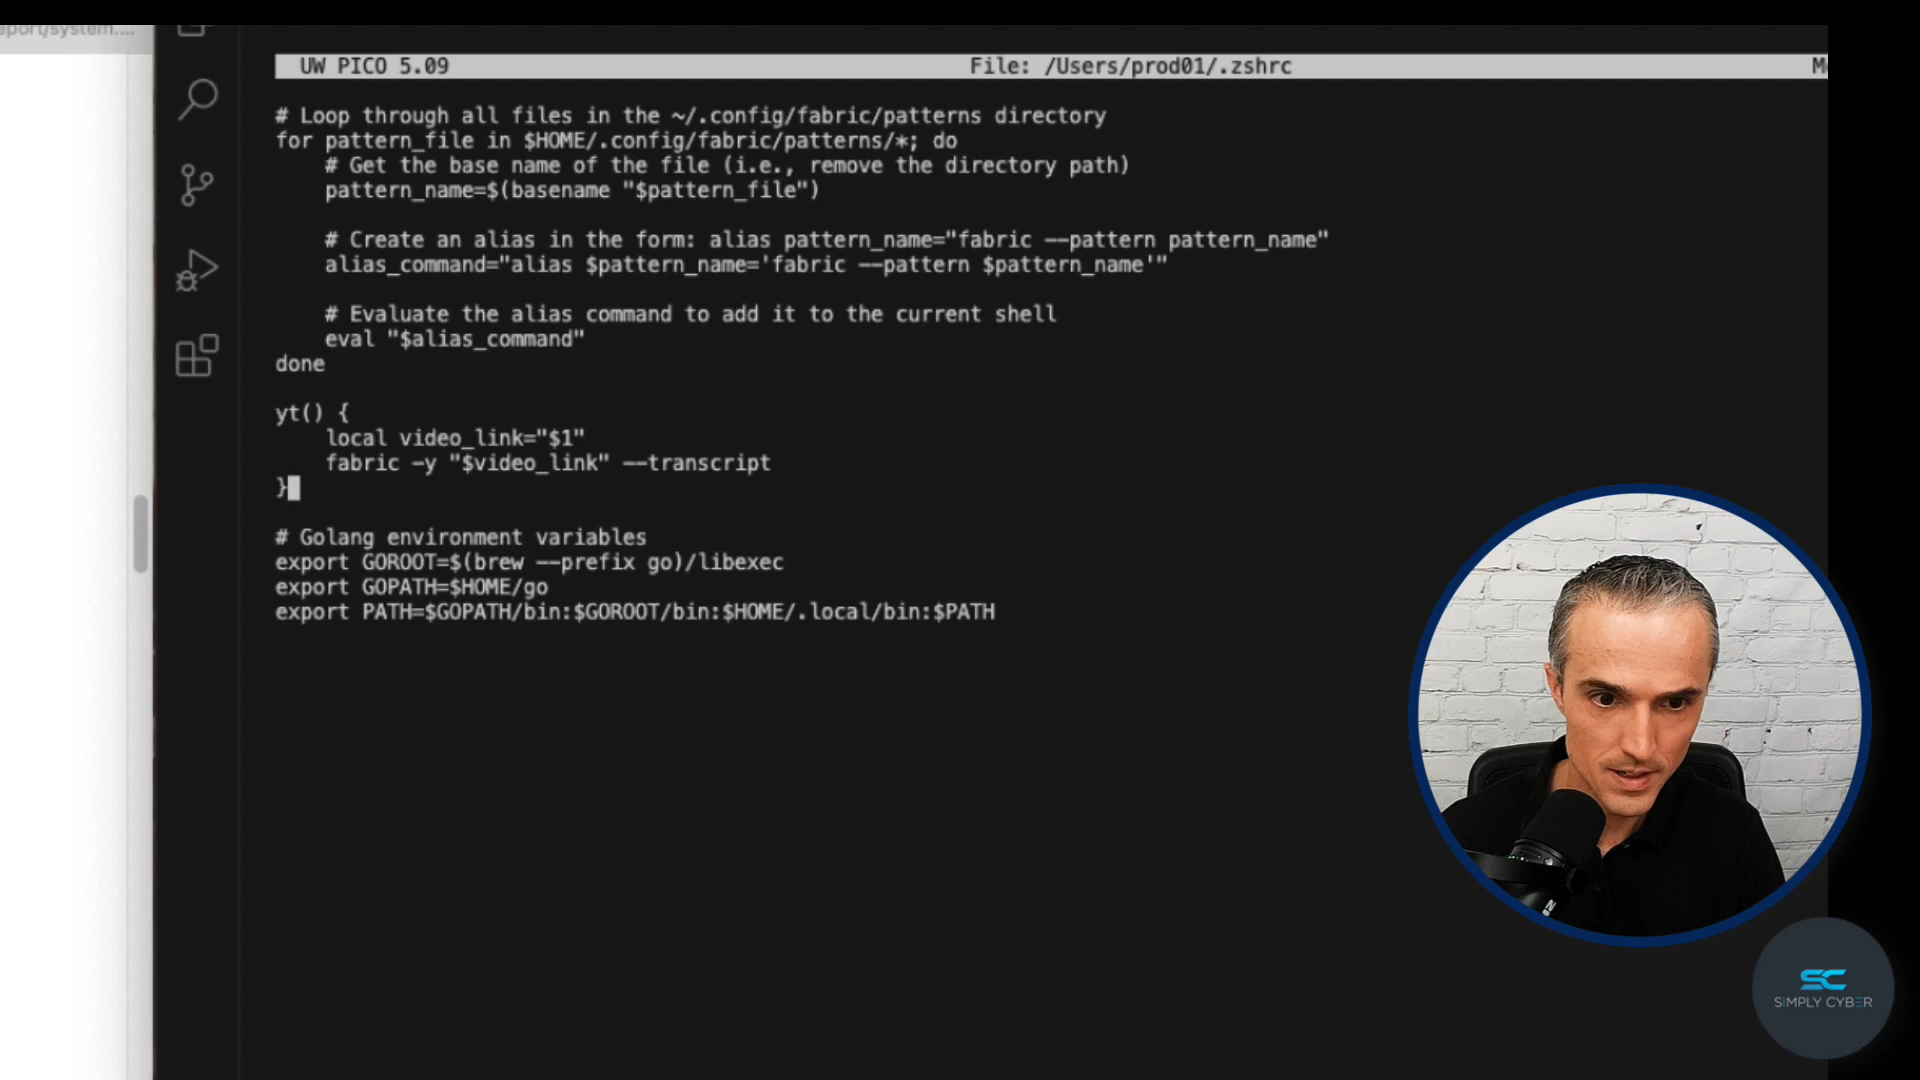 UW PICO 5.09 File: /Users/prod01/.zshrc
# Loop through all files in the ~/.config/fabric/patterns directory
for pattern_file in $HOME/.config/fabric/patterns/*; do
    # Get the base name of the file (i.e., remove the directory path)
    pattern_name=$(basename "$pattern_file")
    # Create an alias in the form: alias pattern_name="fabric --pattern pattern_name"
    alias_command="alias $pattern_name='fabric --pattern $pattern_name'"
    # Evaluate the alias command to add it to the current shell
    eval "$alias_command"
done
yt() {
    local video_link="$1"
    fabric -y "$video_link" --transcript
}
# Golang environment variables
export GOROOT=$(brew --prefix go)/libexec
export GOPATH=$HOME/go
export PATH=$GOPATH/bin:$GOROOT/bin:$HOME/.local/bin:$PATH
SC
SIMPLY CYBER